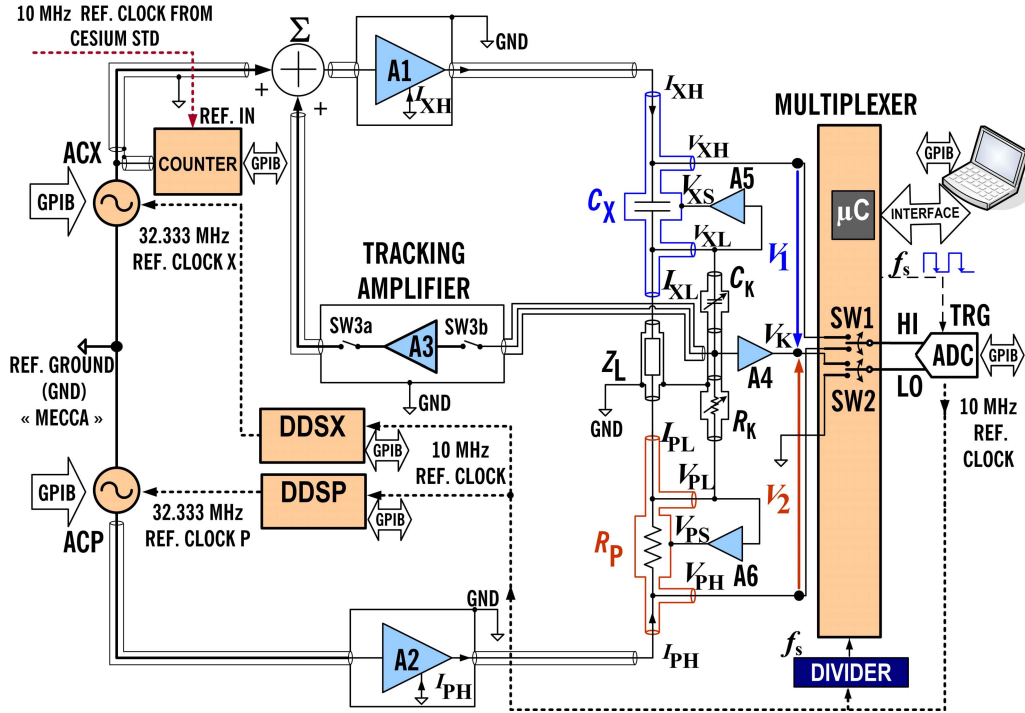 10 MHz REF. CLOCK FROM
CESIUM STD
Σ
GND
A1
I_XH
+
+
REF. IN
COUNTER
GPIB
ACX
GPIB
32.333 MHz
REF. CLOCK X
TRACKING
AMPLIFIER
SW3a
A3
SW3b
GND
REF. GROUND
(GND)
« MECCA »
DDSX
GPIB
10 MHz
REF. CLOCK
DDSP
GPIB
GPIB
ACP
32.333 MHz
REF. CLOCK P
GND
A2
I_PH
I_XH
V_XH
C_X
V_XS
A5
V_XL
I_XL
C_K
Z_L
GND
V_K
A4
R_K
I_PL
V_PL
R_P
V_PS
A6
V_PH
I_PH
V_1
V_2
MULTIPLEXER
µC
GPIB
INTERFACE
f_s
TRG
SW1
HI
ADC
GPIB
SW2
LO
10 MHz
REF.
CLOCK
f_s
DIVIDER